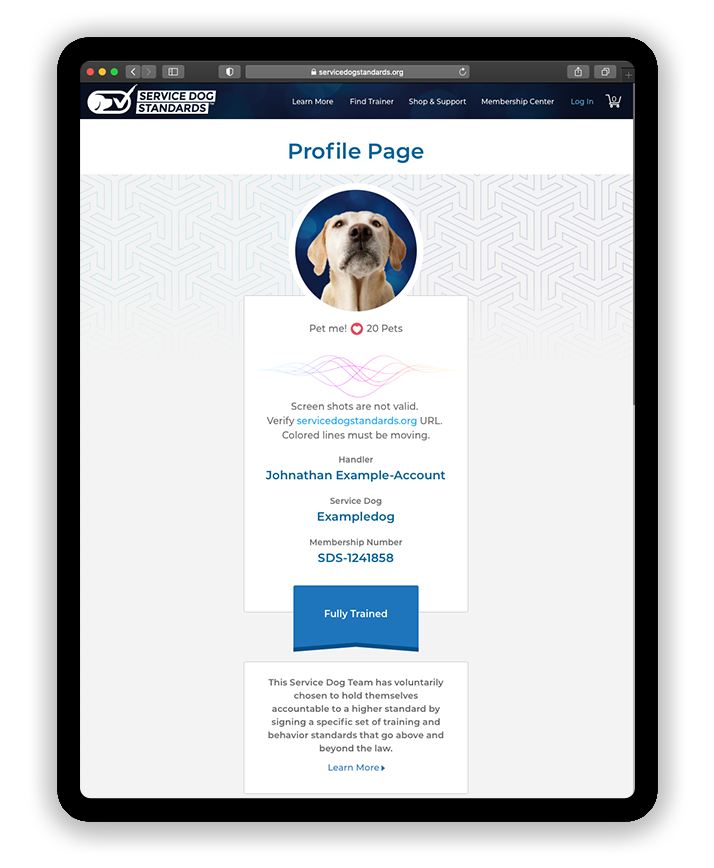 servicedogstandards.org
SERVICE DOG
STANDARDS
Learn More Find Trainer Shop & Support Membership Center Log In 0
Profile Page
Pet me! 20 Pets
Screen shots are not valid.
Verify servicedogstandards.org URL.
Colored lines must be moving.
Handler
Johnathan Example-Account
Service Dog
Exampledog
Membership Number
SDS-1241858
Fully Trained
This Service Dog Team has voluntarily
chosen to hold themselves
accountable to a higher standard by
signing a specific set of training and
behavior standards that go above and
beyond the law.
Learn More